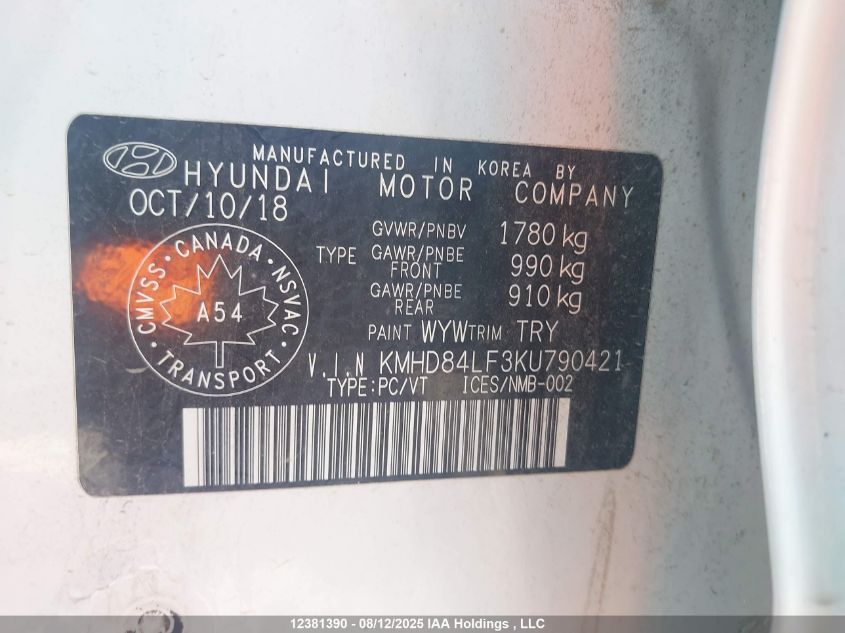 MANUFACTURED IN KOREA BY
HYUNDAI MOTOR COMPANY
OCT/10/18
GVWR/PNBV 1780 kg
TYPE GAWR/PNBE FRONT 990 kg
GAWR/PNBE REAR 910 kg
CANADA
CMVSS · NSVAC
A54
TRANSPORT
PAINT WYW TRIM TRY
V.I.N KMHD84LF3KU790421
TYPE:PC/VT ICES/NMB-002
12381390 - 08/12/2025 IAA Holdings , LLC